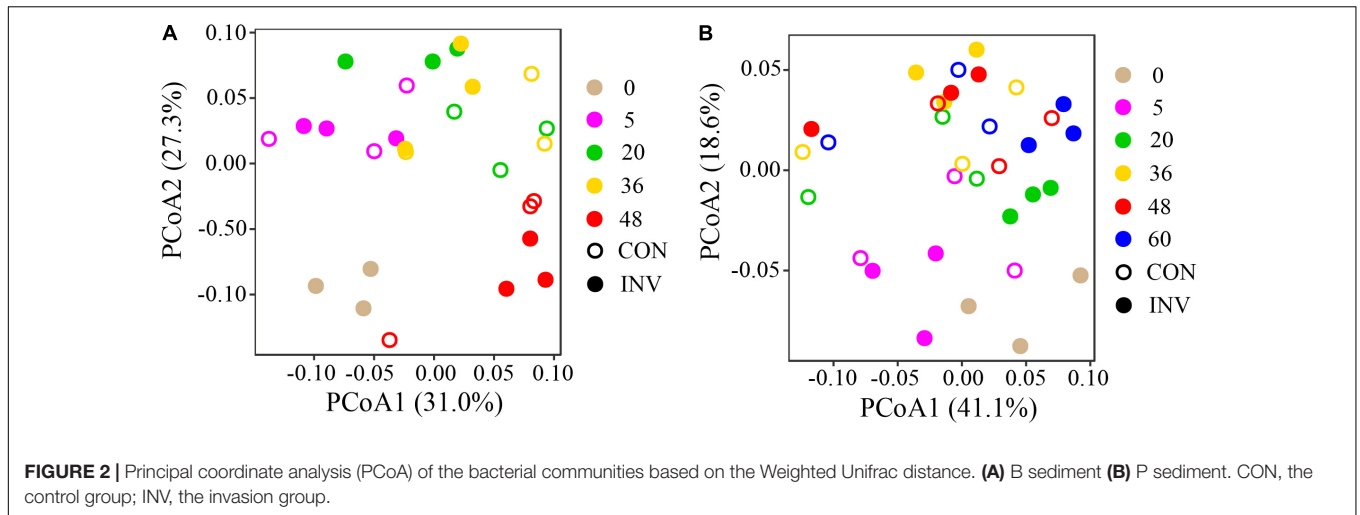 A
0.10
0.05
0.00
-0.50
-0.10
PCoA2 (27.3%)
-0.10 -0.05 0.00 0.05 0.10
PCoA1 (31.0%)
0
5
20
36
48
CON
INV
B
0.05
0.00
-0.05
PCoA2 (18.6%)
-0.10 -0.05 0.00 0.05 0.10
PCoA1 (41.1%)
0
5
20
36
48
60
CON
INV
FIGURE 2 | Principal coordinate analysis (PCoA) of the bacterial communities based on the Weighted Unifrac distance. (A) B sediment (B) P sediment. CON, the
control group; INV, the invasion group.